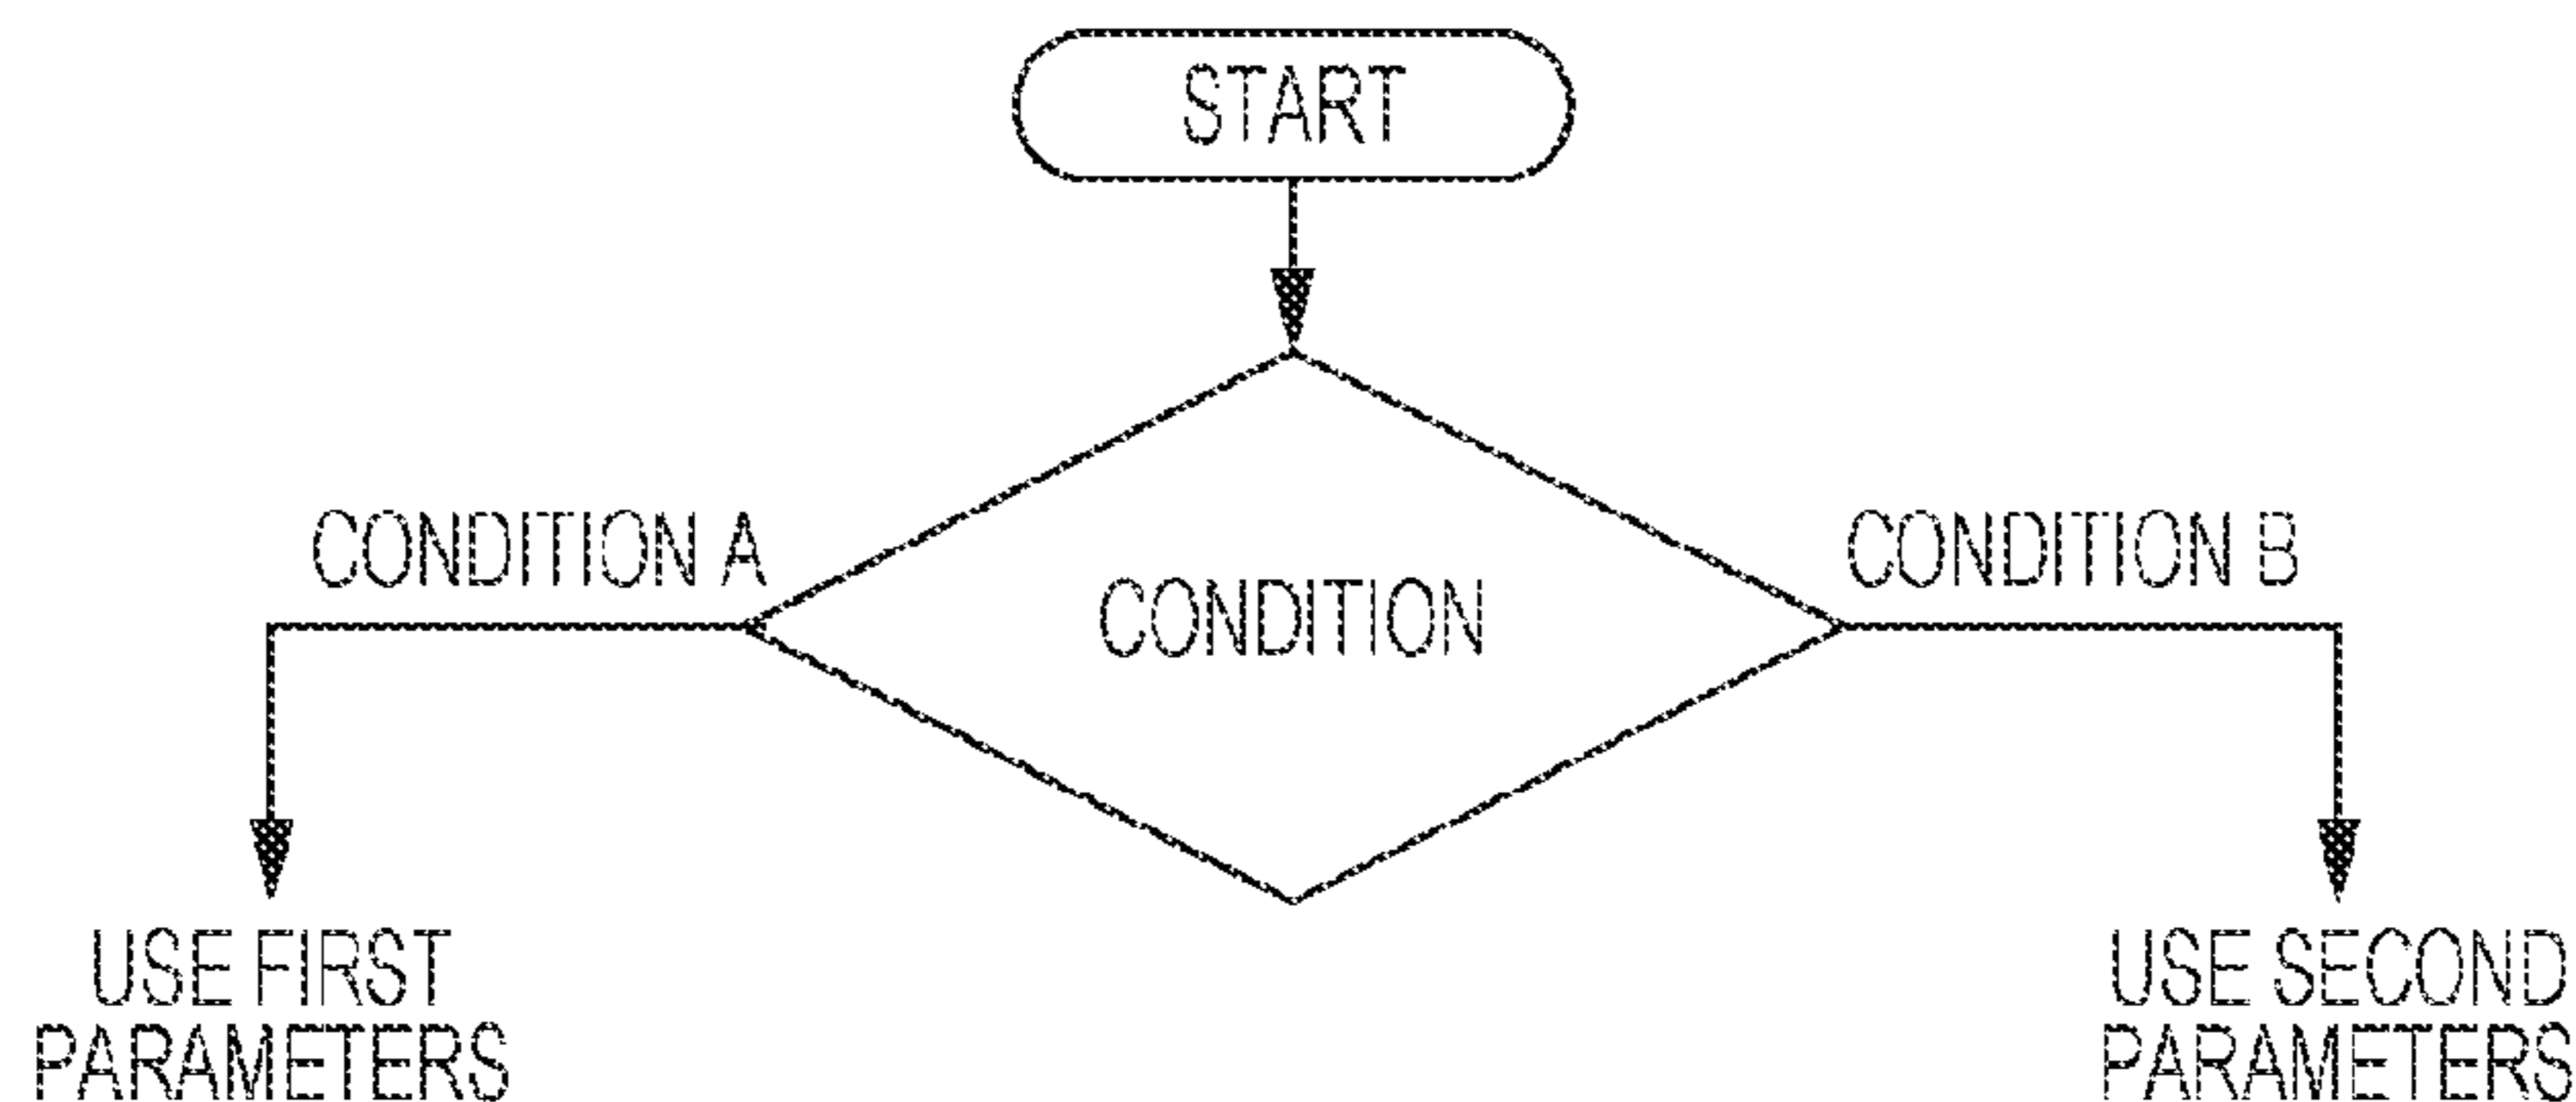 START
CONDITION A
CONDITION
CONDITION B
USE FIRST
PARAMETERS
USE SECOND
PARAMETERS